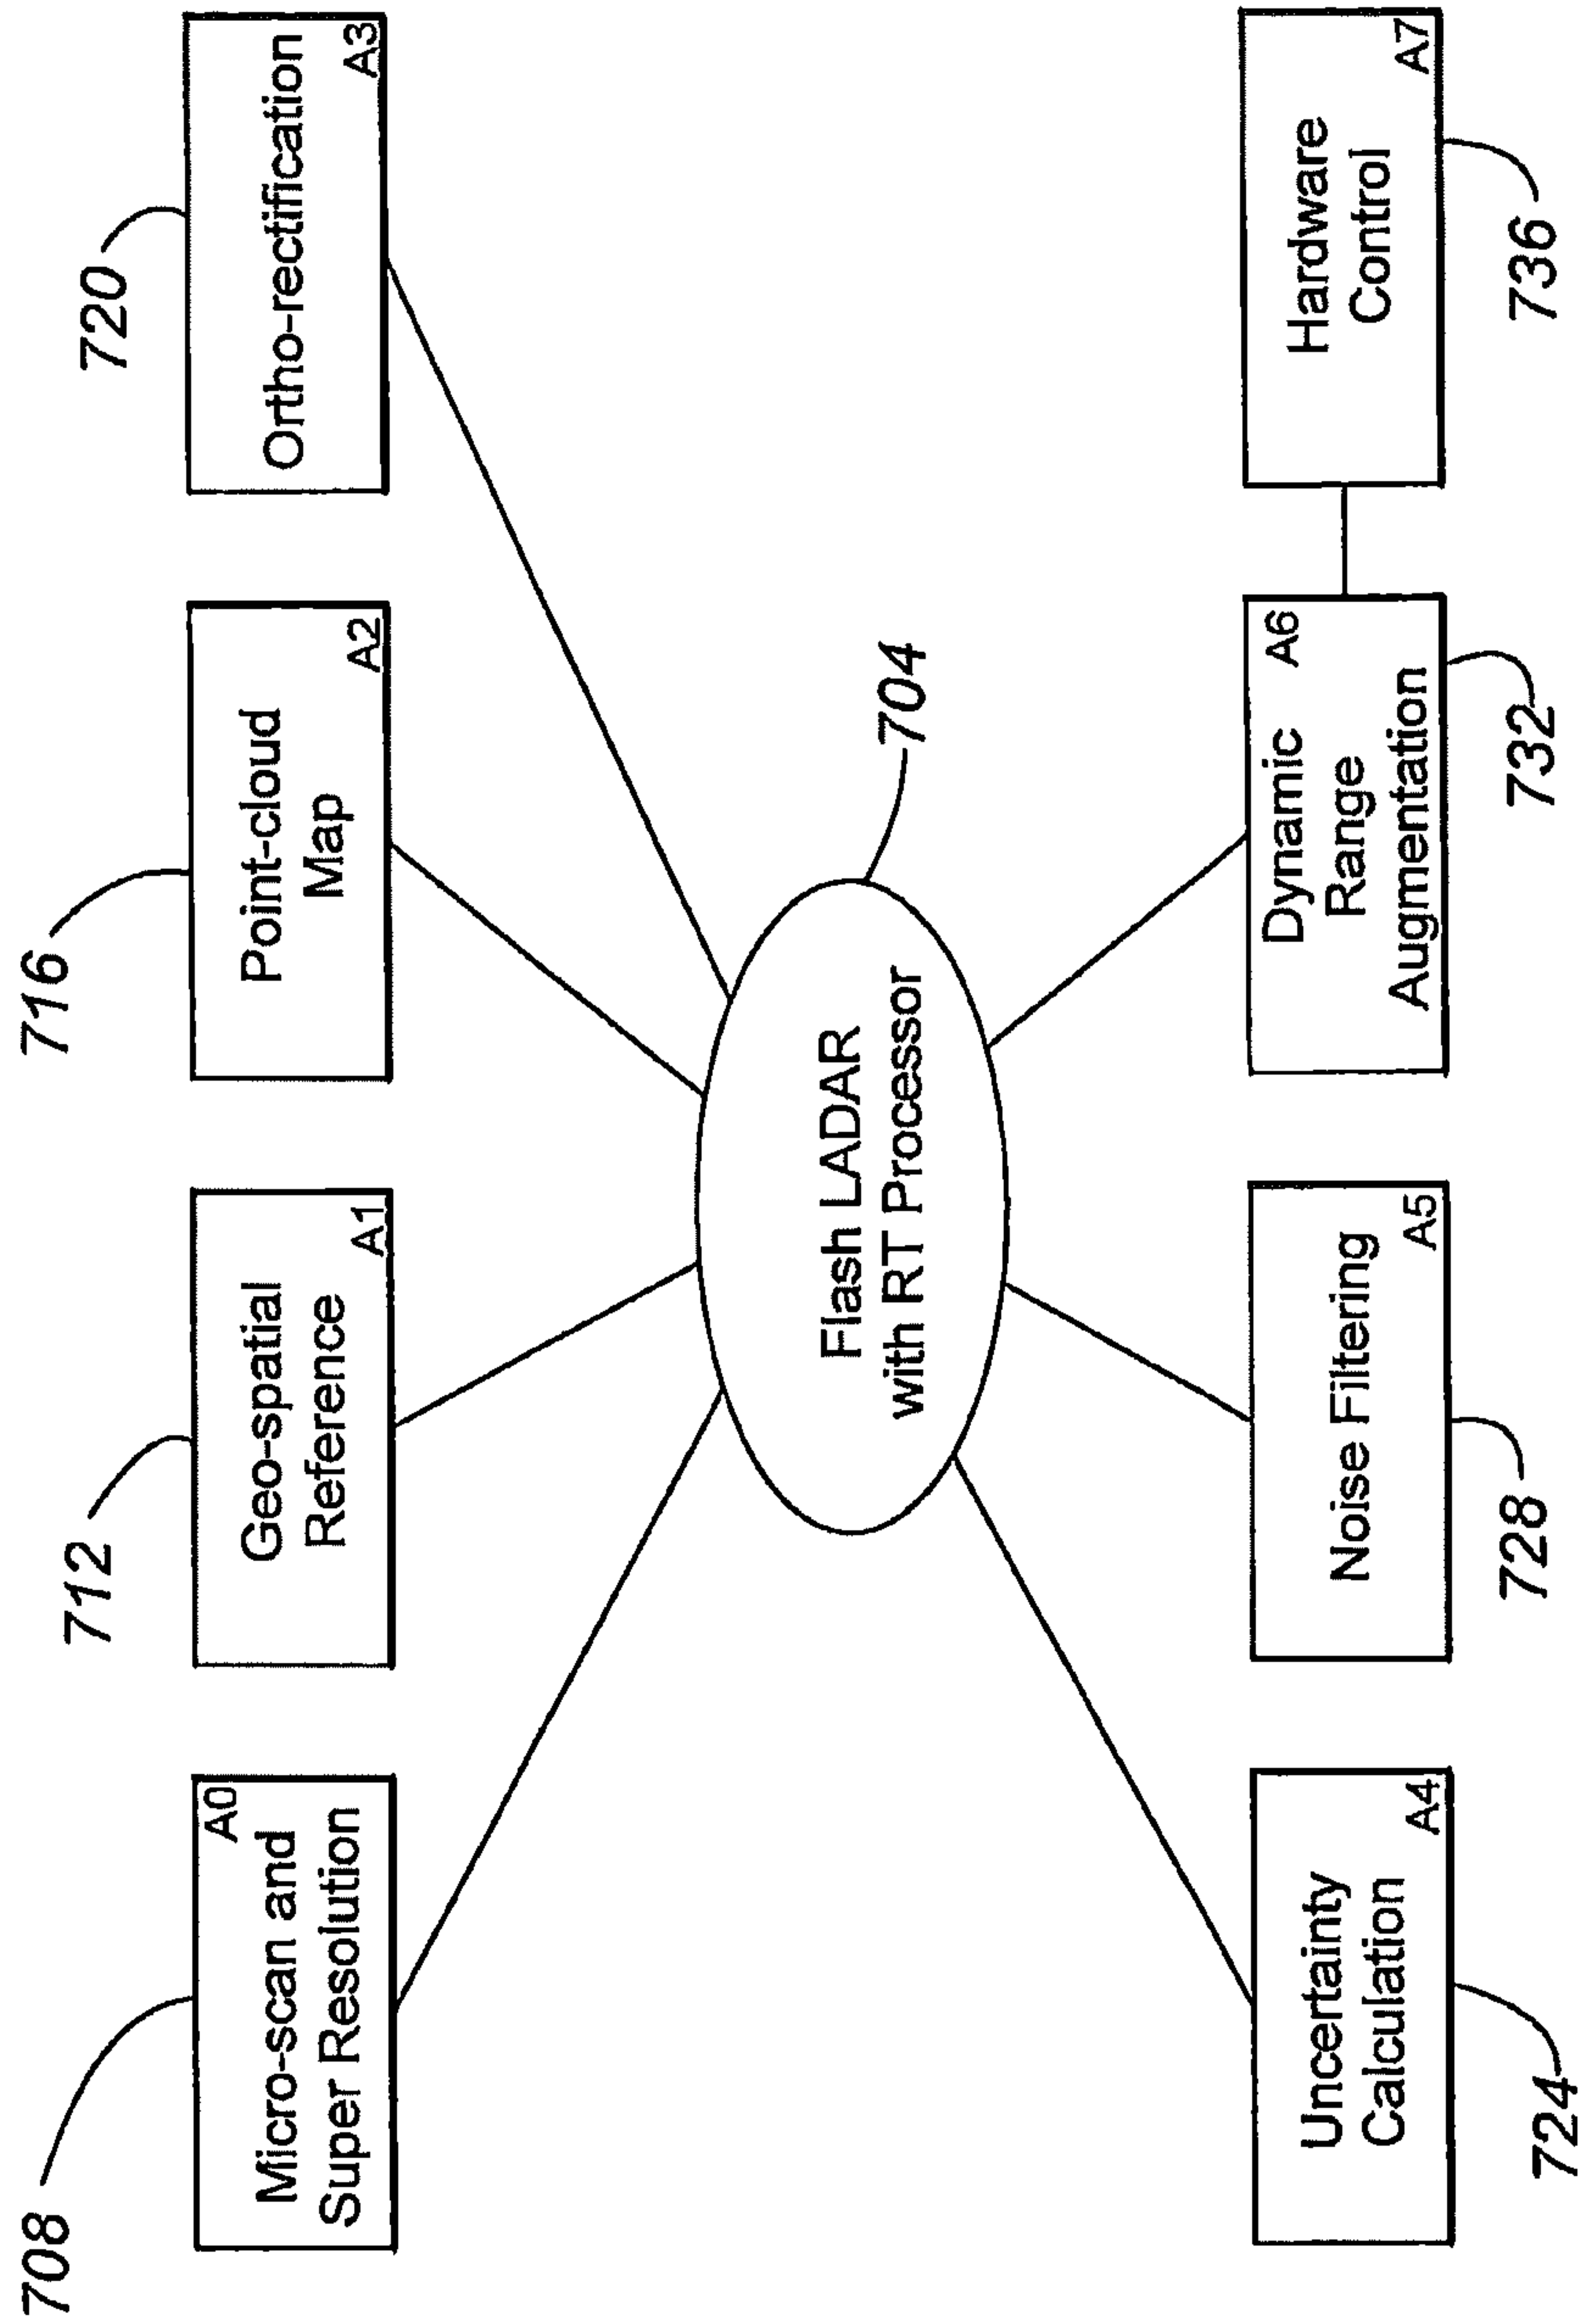 708
712
716
720
A0
Micro-scan and
Super Resolution
Geo-spatial
Reference
A1
Point-cloud
Map
A2
Ortho-rectification
A3
704
Flash LADAR
with RT Processor
Uncertainty
Calculation
A4
Noise Filtering
A5
A6
Dynamic
Range
Augmentation
Hardware
Control
A7
724
728
732
736